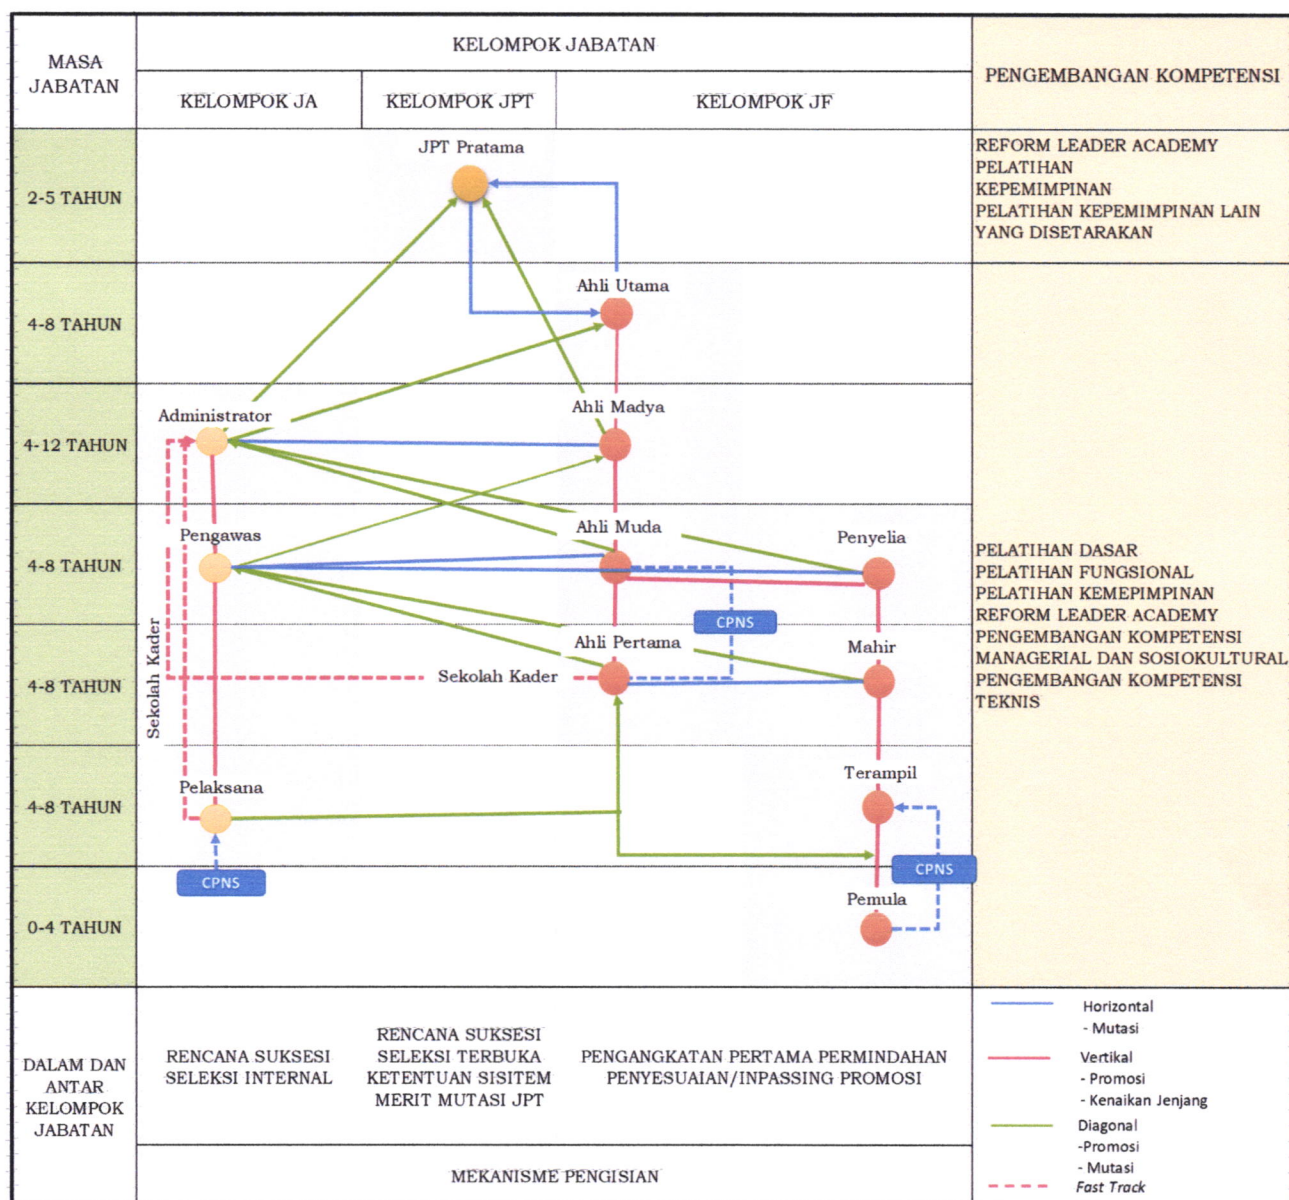 MASA
JABATAN
KELOMPOK JABATAN
PENGEMBANGAN KOMPETENSI
KELOMPOK JA
KELOMPOK JPT
KELOMPOK JF
2-5 TAHUN
JPT Pratama
REFORM LEADER ACADEMY
PELATIHAN
KEPEMIMPINAN
PELATIHAN KEPEMIMPINAN LAIN
YANG DISETARAKAN
4-8 TAHUN
Ahli Utama
4-12 TAHUN
Administrator
Ahli Madya
4-8 TAHUN
Pengawas
Ahli Muda
Penyelia
CPNS
PELATIHAN DASAR
PELATIHAN FUNGSIONAL
PELATIHAN KEMEPIMPINAN
REFORM LEADER ACADEMY
PENGEMBANGAN KOMPETENSI
MANAGERIAL DAN SOSIOKULTURAL
PENGEMBANGAN KOMPETENSI
TEKNIS
4-8 TAHUN
Sekolah Kader
Sekolah Kader
Ahli Pertama
Mahir
4-8 TAHUN
Pelaksana
Terampil
CPNS
CPNS
0-4 TAHUN
Pemula
DALAM DAN
ANTAR
KELOMPOK
JABATAN
RENCANA SUKSESI
SELEKSI INTERNAL
RENCANA SUKSESI
SELEKSI TERBUKA
KETENTUAN SISITEM
MERIT MUTASI JPT
PENGANGKATAN PERTAMA PERMINDAHAN
PENYESUAIAN/INPASSING PROMOSI
MEKANISME PENGISIAN
Horizontal
- Mutasi
Vertikal
- Promosi
- Kenaikan Jenjang
Diagonal
-Promosi
- Mutasi
Fast Track